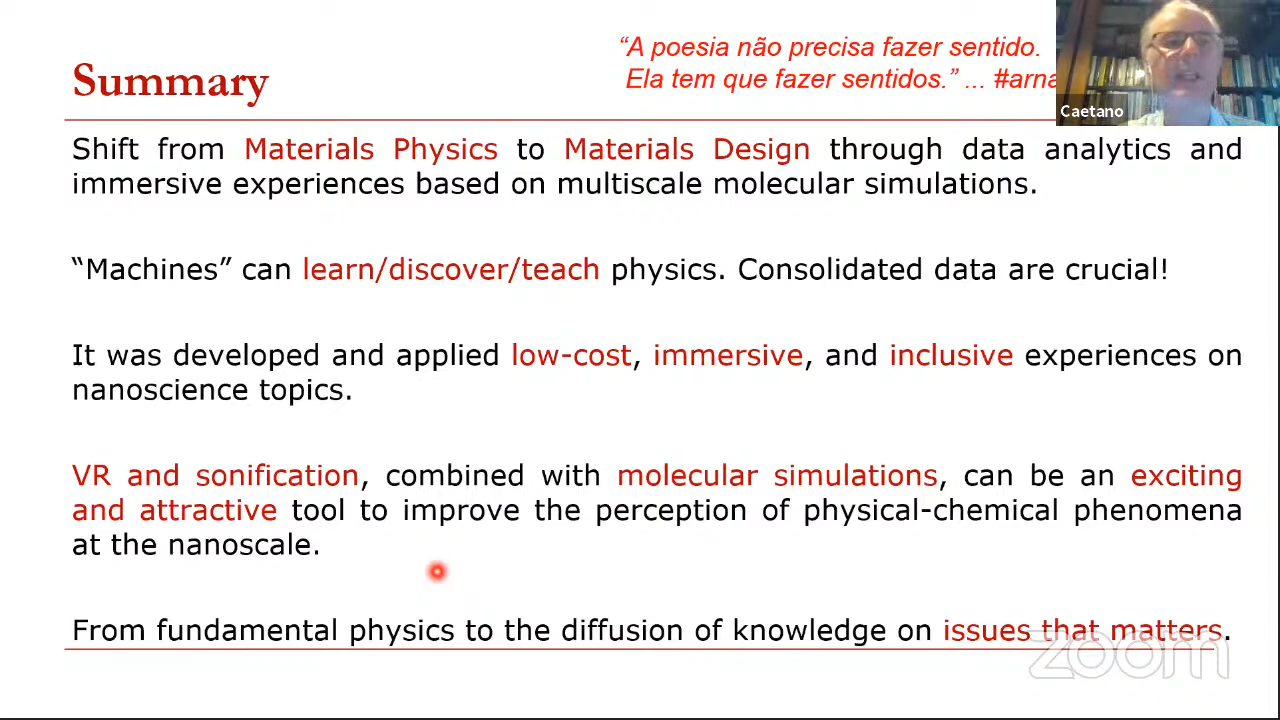 Summary
“A poesia não precisa fazer sentido.
Ela tem que fazer sentidos.” ...
Caetano
Shift from Materials Physics to Materials Design through data analytics and
immersive experiences based on multiscale molecular simulations.
“Machines” can learn/discover/teach physics. Consolidated data are crucial!
It was developed and applied low-cost, immersive, and inclusive experiences on
nanoscience topics.
VR and sonification, combined with molecular simulations, can be an exciting
and attractive tool to improve the perception of physical-chemical phenomena
at the nanoscale.
From fundamental physics to the diffusion of knowledge on issues that matters.
zoom